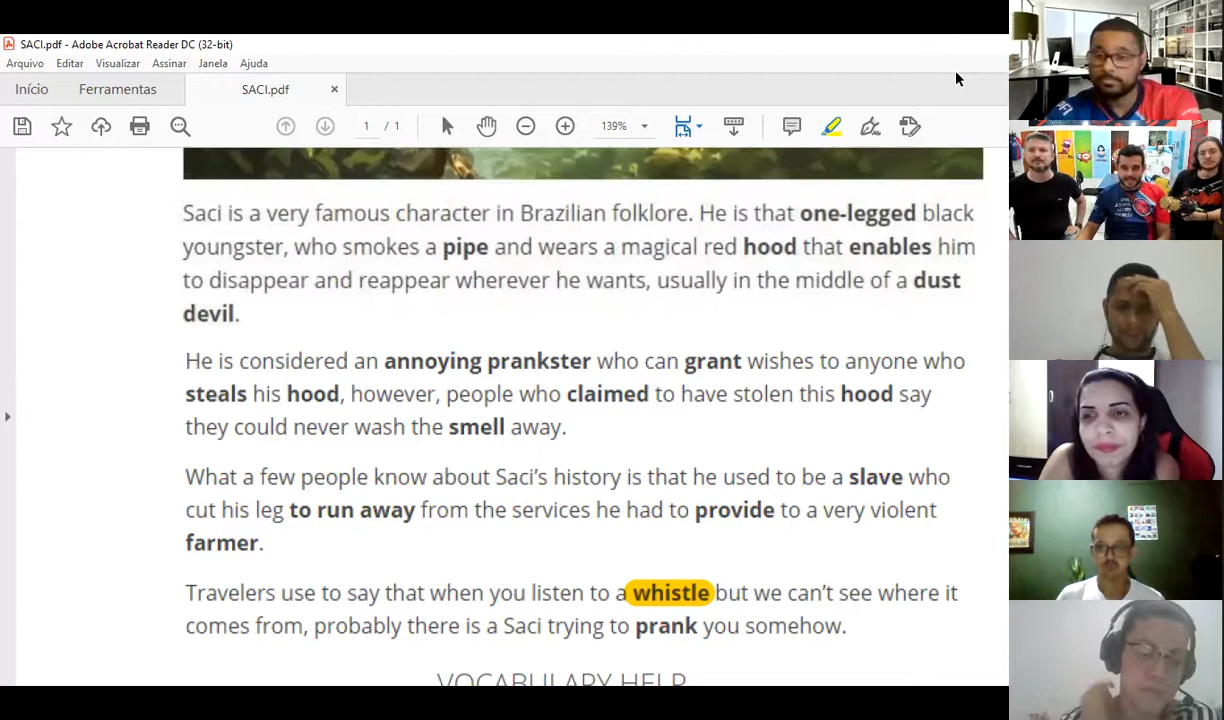 SACI.pdf - Adobe Acrobat Reader DC (32-bit)
Arquivo Editar Visualizar Assinar Janela Ajuda
Início Ferramentas SACI.pdf ×
1 / 1 139%
Saci is a very famous character in Brazilian folklore. He is that one-legged black
youngster, who smokes a pipe and wears a magical red hood that enables him
to disappear and reappear wherever he wants, usually in the middle of a dust
devil.
He is considered an annoying prankster who can grant wishes to anyone who
steals his hood, however, people who claimed to have stolen this hood say
they could never wash the smell away.
What a few people know about Saci's history is that he used to be a slave who
cut his leg to run away from the services he had to provide to a very violent
farmer.
Travelers use to say that when you listen to a whistle but we can't see where it
comes from, probably there is a Saci trying to prank you somehow.
VOCABULARY HELP